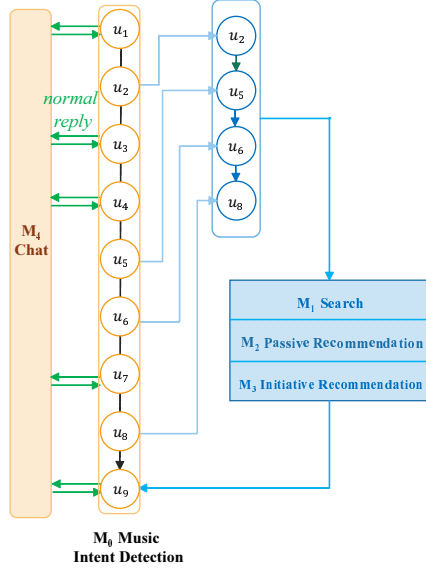 u₁
u₂
normal
reply
u₃
u₄
u₅
u₆
u₇
u₈
u₉
M₄
Chat
u₂
u₅
u₆
u₈
M₁ Search
M₂ Passive Recommendation
M₃ Initiative Recommendation
M₀ Music
Intent Detection